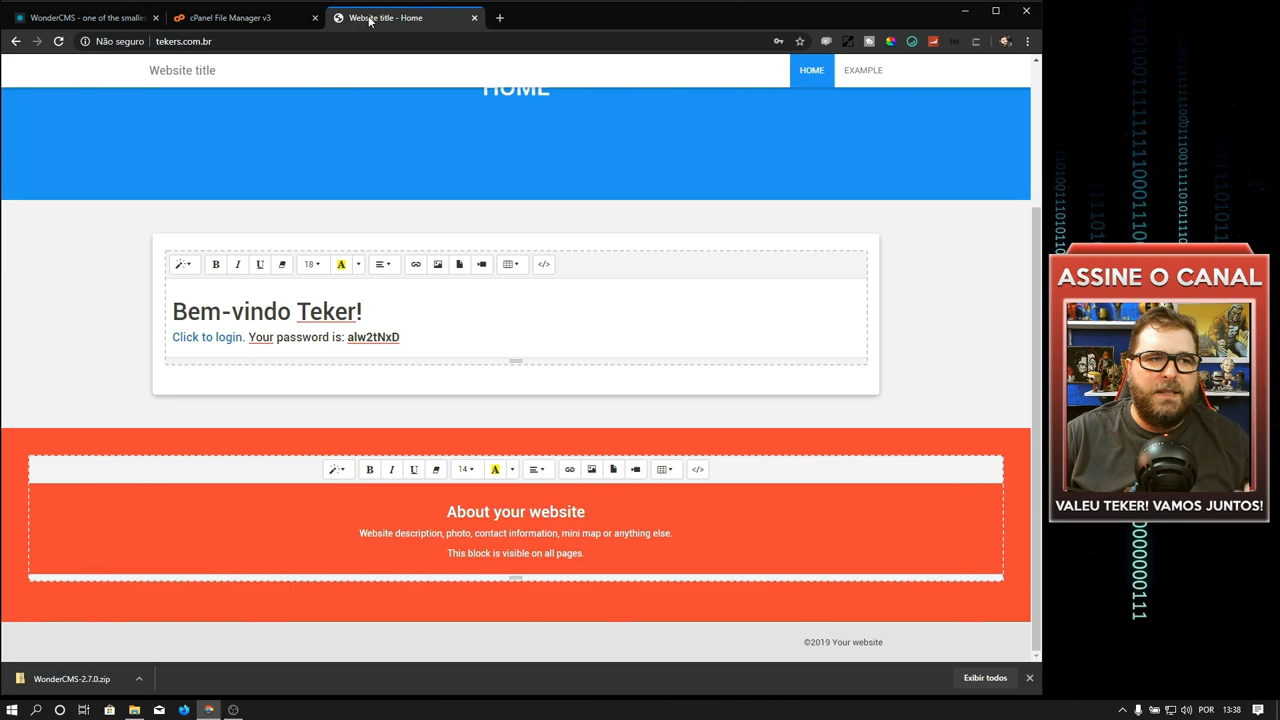 WonderCMS - one of the smalles
cPanel File Manager v3
Website title - Home
Não seguro
tekers.com.br
Website title
HOME
EXAMPLE
HOME
B I U
18
A
</>
Bem-vindo Teker!
Click to login. Your password is: alw2tNxD
B I U
14
A
</>
About your website
Website description, photo, contact information, mini map or anything else.
This block is visible on all pages.
©2019 Your website
WonderCMS-2.7.0.zip
Exibir todos
POR
13:38
ASSINE O CANAL
VALEU TEKER! VAMOS JUNTOS!